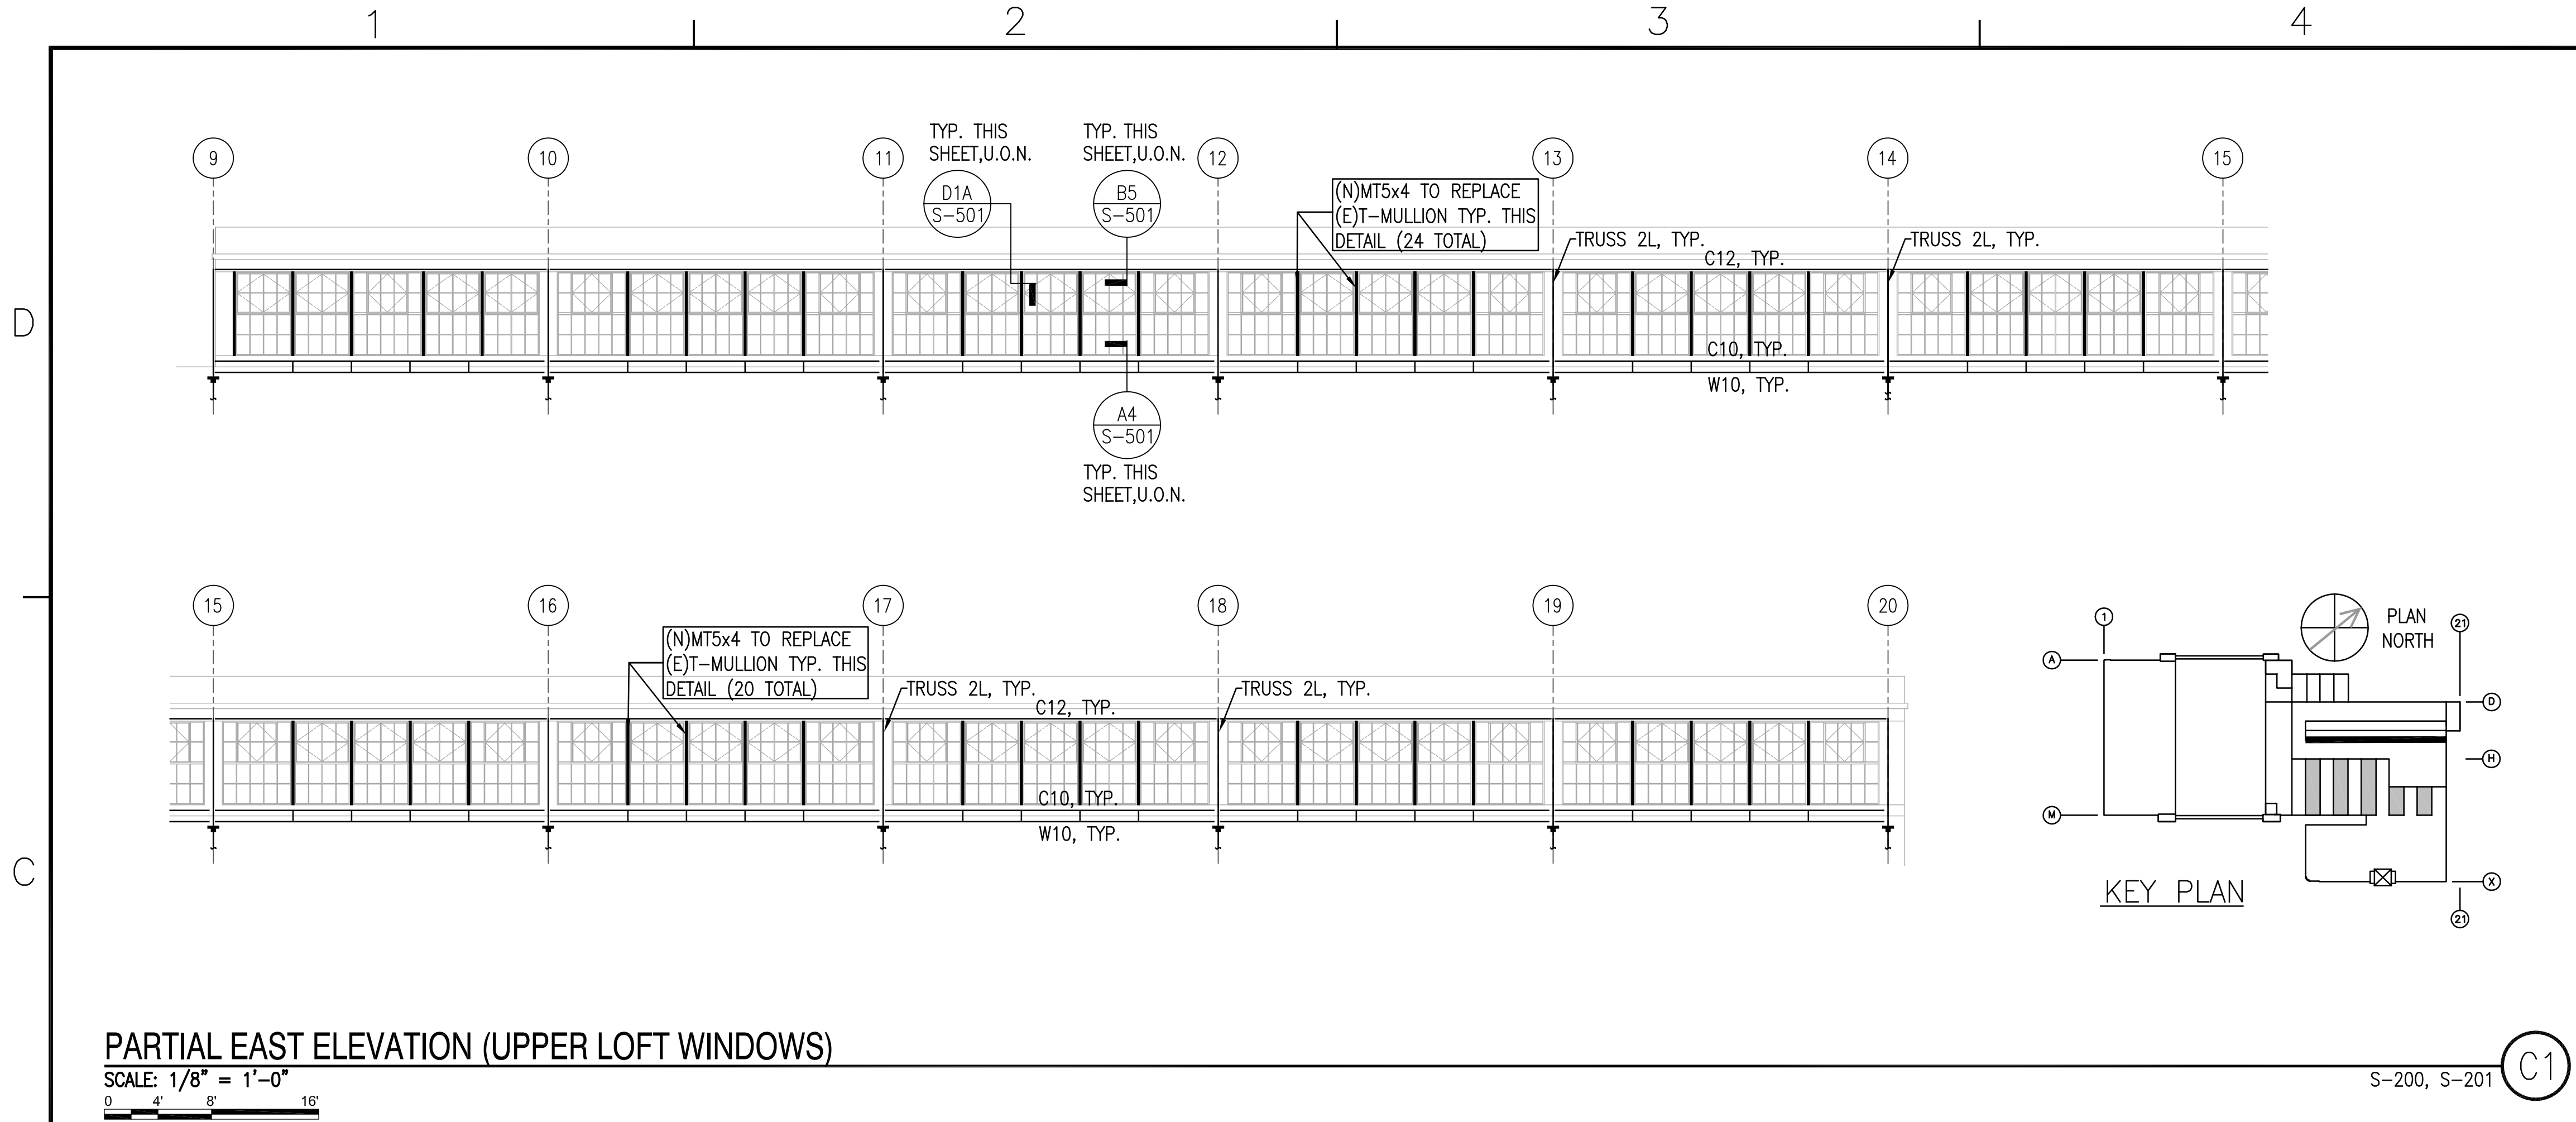 1
2
3
4
TYP. THIS
SHEET,U.O.N.
TYP. THIS
SHEET,U.O.N.
9
10
11
12
13
14
15
D1A
S-501
B5
S-501
(N)MT5x4 TO REPLACE
(E)T-MULLION TYP. THIS
DETAIL (24 TOTAL)
TRUSS 2L, TYP.
TRUSS 2L, TYP.
C12, TYP.
D
C10, TYP.
W10, TYP.
A4
S-501
TYP. THIS
SHEET,U.O.N.
15
16
17
18
19
20
(N)MT5x4 TO REPLACE
(E)T-MULLION TYP. THIS
DETAIL (20 TOTAL)
TRUSS 2L, TYP.
TRUSS 2L, TYP.
C12, TYP.
C10, TYP.
W10, TYP.
1
PLAN
NORTH
21
A
D
H
M
X
21
KEY PLAN
C
PARTIAL EAST ELEVATION (UPPER LOFT WINDOWS)
SCALE: 1/8" = 1'-0"
0 4' 8' 16'
S-200, S-201
C1